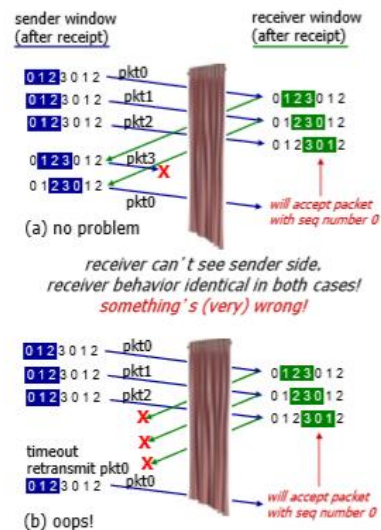 sender window
(after receipt)
receiver window
(after receipt)
0 1 2 3 0 1 2
pkt0
0 1 2 3 0 1 2
pkt1
0 1 2 3 0 1 2
0 1 2 3 0 1 2
pkt2
0 1 2 3 0 1 2
0 1 2 3 0 1 2
0 1 2 3 0 1 2
pkt3
X
0 1 2 3 0 1 2
pkt0
will accept packet
with seq number 0
(a) no problem
receiver can't see sender side.
receiver behavior identical in both cases!
something's (very) wrong!
0 1 2 3 0 1 2
pkt0
0 1 2 3 0 1 2
pkt1
0 1 2 3 0 1 2
0 1 2 3 0 1 2
pkt2
0 1 2 3 0 1 2
X
0 1 2 3 0 1 2
X
timeout
X
retransmit pkt0
0 1 2 3 0 1 2
pkt0
will accept packet
with seq number 0
(b) oops!